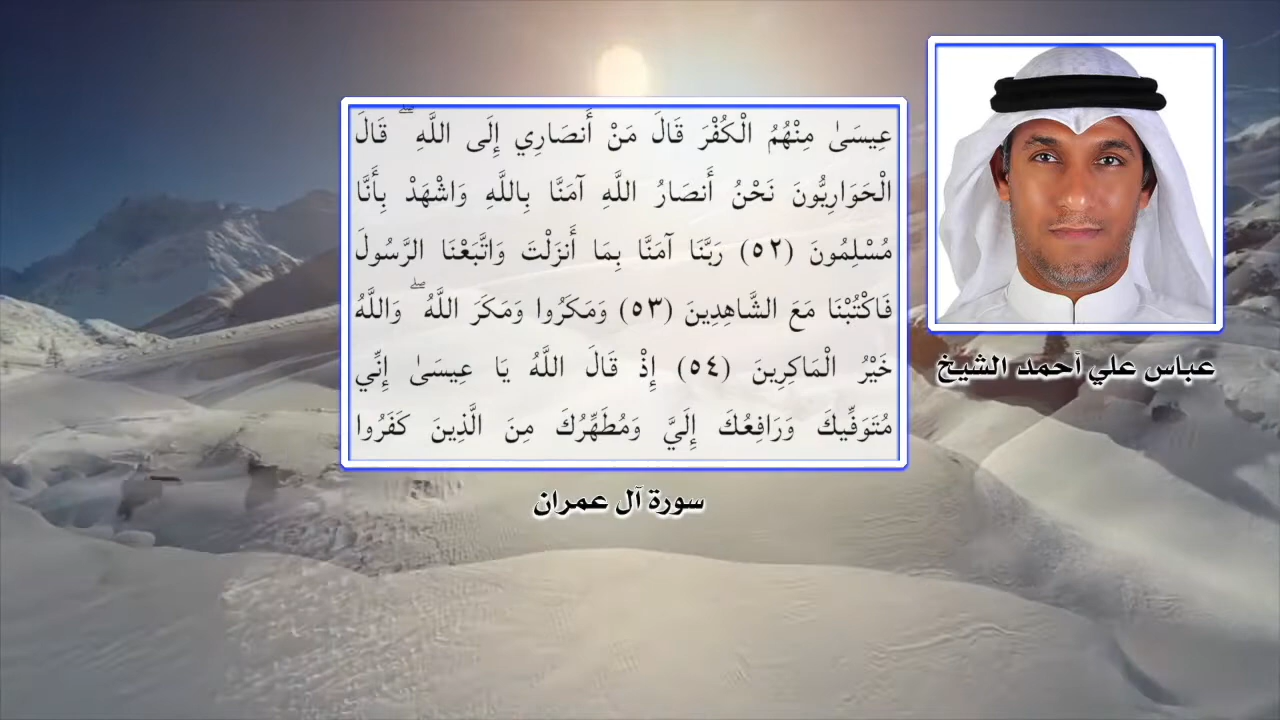 عِيسَىٰ مِنْهُمُ الْكُفْرَ قَالَ مَنْ أَنصَارِي إِلَى اللَّهِ ۖ قَالَ
الْحَوَارِيُّونَ نَحْنُ أَنصَارُ اللَّهِ آمَنَّا بِاللَّهِ وَاشْهَدْ بِأَنَّا
مُسْلِمُونَ (٥٢) رَبَّنَا آمَنَّا بِمَا أَنزَلْتَ وَاتَّبَعْنَا الرَّسُولَ
فَاكْتُبْنَا مَعَ الشَّاهِدِينَ (٥٣) وَمَكَرُوا وَمَكَرَ اللَّهُ ۖ وَاللَّهُ
خَيْرُ الْمَاكِرِينَ (٥٤) إِذْ قَالَ اللَّهُ يَا عِيسَىٰ إِنِّي
مُتَوَفِّيكَ وَرَافِعُكَ إِلَيَّ وَمُطَهِّرُكَ مِنَ الَّذِينَ كَفَرُوا
سورة آل عمران
عباس علي أحمد الشيخ